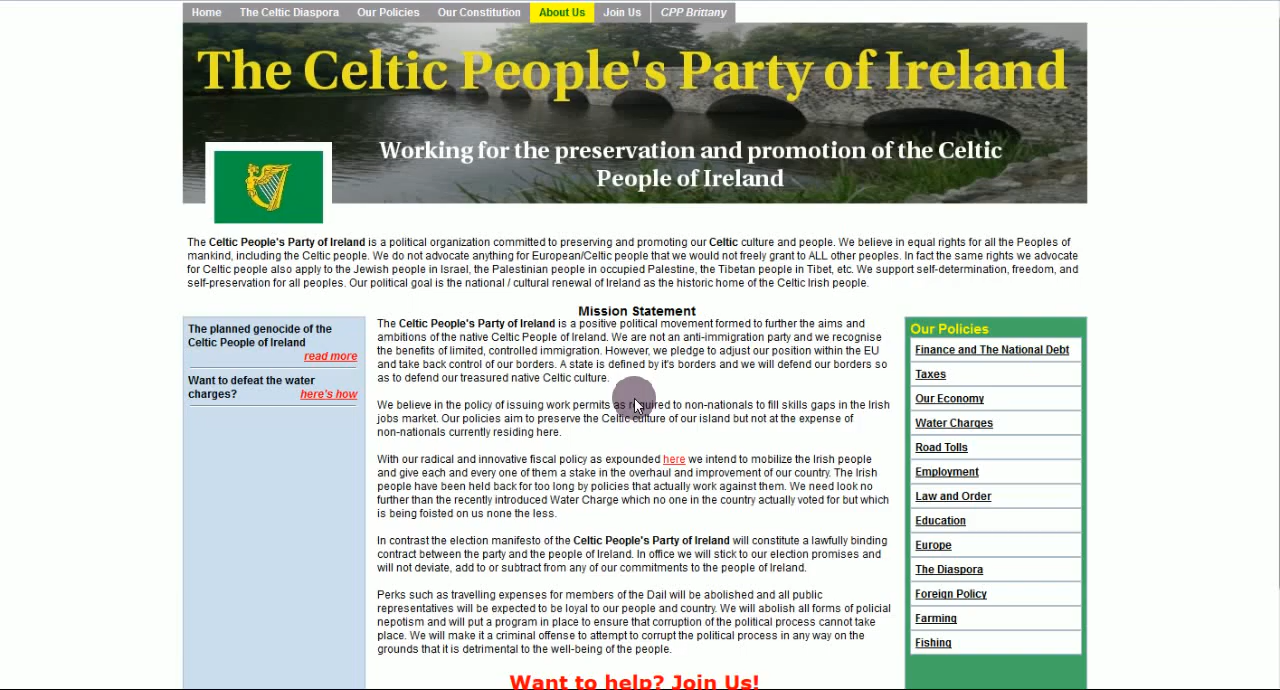 Home The Celtic Diaspora Our Policies Our Constitution About Us Join Us CPP Brittany
The Celtic People's Party of Ireland
Working for the preservation and promotion of the Celtic
People of Ireland
The Celtic People's Party of Ireland is a political organization committed to preserving and promoting our Celtic culture and people. We believe in equal rights for all the Peoples of
mankind, including the Celtic people. We do not advocate anything for European/Celtic people that we would not freely grant to ALL other peoples. In fact the same rights we advocate
for Celtic people also apply to the Jewish people in Israel, the Palestinian people in occupied Palestine, the Tibetan people in Tibet, etc. We support self-determination, freedom, and
self-preservation for all peoples. Our political goal is the national / cultural renewal of Ireland as the historic home of the Celtic Irish people.
The planned genocide of the
Celtic People of Ireland
read more
Want to defeat the water
charges? here's how
Mission Statement
The Celtic People's Party of Ireland is a positive political movement formed to further the aims and
ambitions of the native Celtic People of Ireland. We are not an anti-immigration party and we recognise
the benefits of limited, controlled immigration. However, we pledge to adjust our position within the EU
and take back control of our borders. A state is defined by it's borders and we will defend our borders so
as to defend our treasured native Celtic culture.
We believe in the policy of issuing work permits as required to non-nationals to fill skills gaps in the Irish
jobs market. Our policies aim to preserve the Celtic culture of our island but not at the expense of
non-nationals currently residing here.
With our radical and innovative fiscal policy as expounded here we intend to mobilize the Irish people
and give each and every one of them a stake in the overhaul and improvement of our country. The Irish
people have been held back for too long by policies that actually work against them. We need look no
further than the recently introduced Water Charge which no one in the country actually voted for but which
is being foisted on us none the less.
In contrast the election manifesto of the Celtic People's Party of Ireland will constitute a lawfully binding
contract between the party and the people of Ireland. In office we will stick to our election promises and
will not deviate, add to or subtract from any of our commitments to the people of Ireland.
Perks such as travelling expenses for members of the Dail will be abolished and all public
representatives will be expected to be loyal to our people and country. We will abolish all forms of policial
nepotism and will put a program in place to ensure that corruption of the political process cannot take
place. We will make it a criminal offense to attempt to corrupt the political process in any way on the
grounds that it is detrimental to the well-being of the people.
Want to help? Join Us!
Our Policies
Finance and The National Debt
Taxes
Our Economy
Water Charges
Road Tolls
Employment
Law and Order
Education
Europe
The Diaspora
Foreign Policy
Farming
Fishing